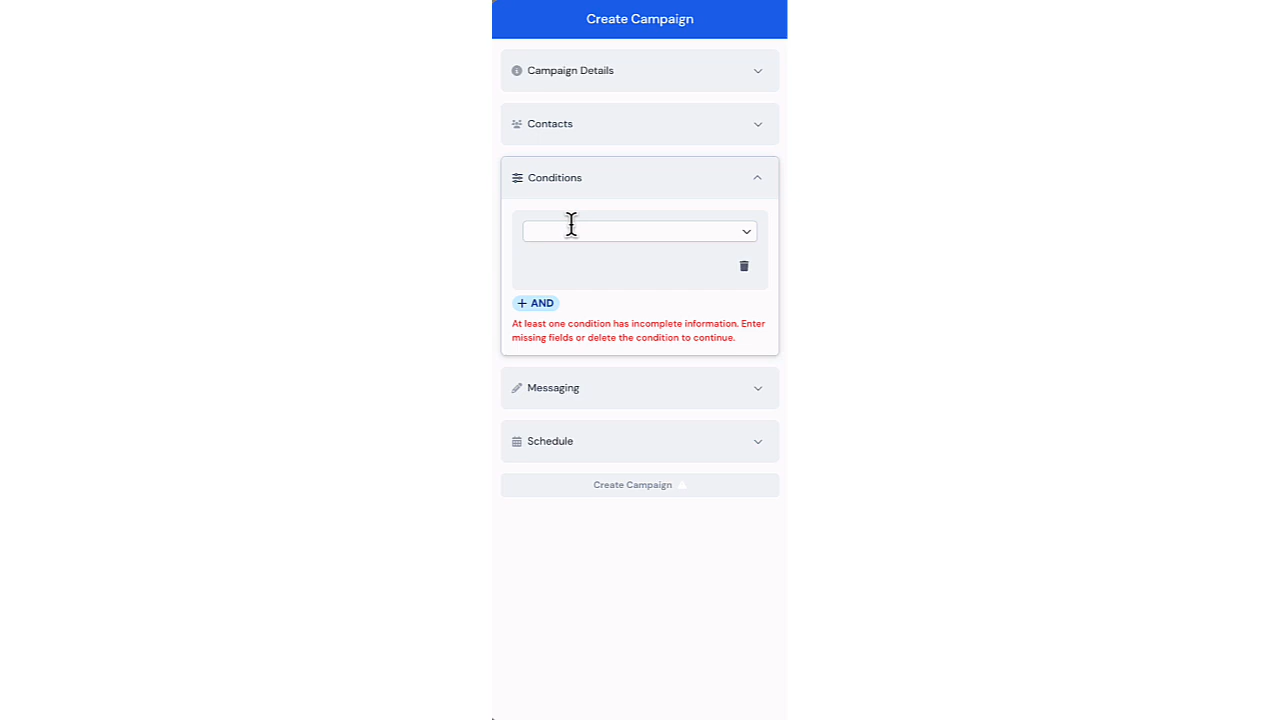 Create Campaign
Campaign Details
Contacts
Conditions
+ AND
At least one condition has incomplete information. Enter
missing fields or delete the condition to continue.
Messaging
Schedule
Create Campaign